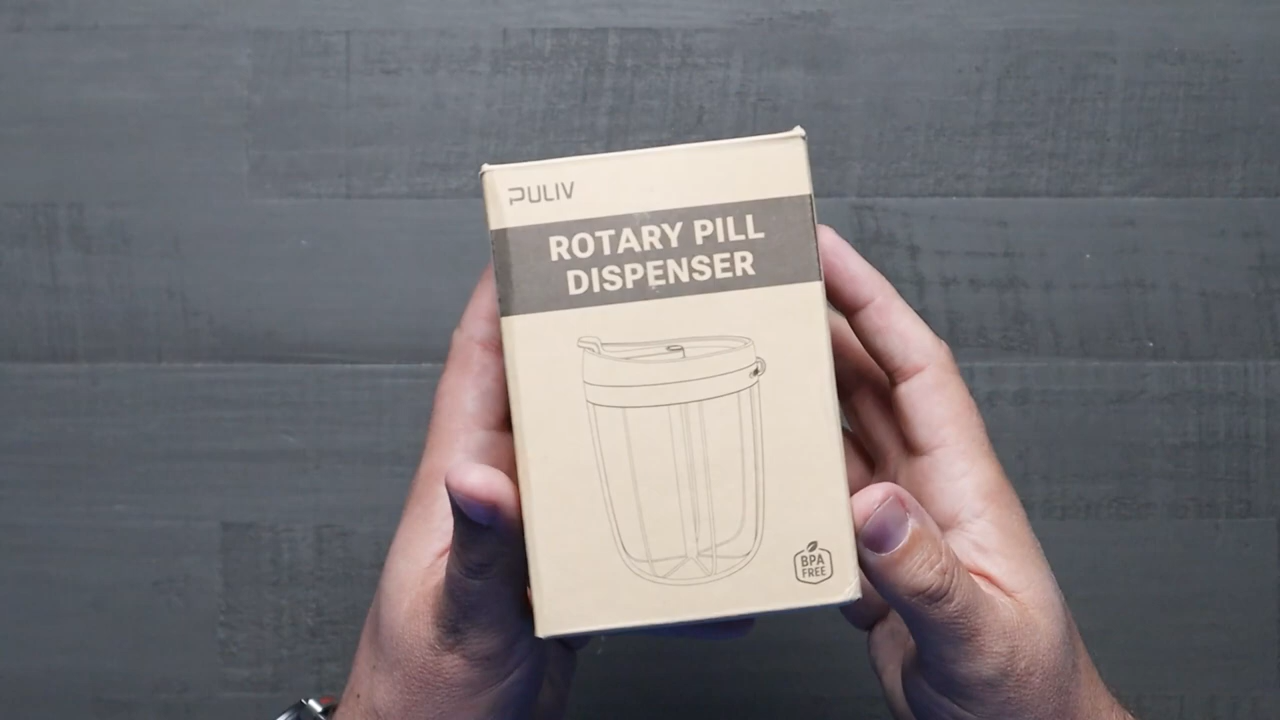 PULIV
ROTARY PILL
DISPENSER
BPA
FREE